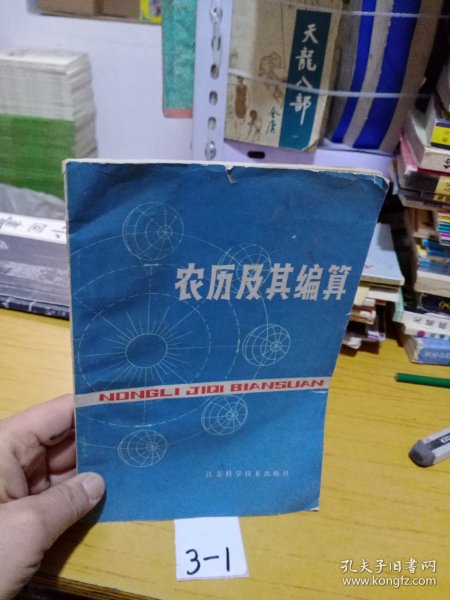 天龍八部
金庸
农历及其编算
NONGLI JIQI BIANSUAN
江苏科学技术出版社
3-1
孔夫子旧书网
www.kongfz.com